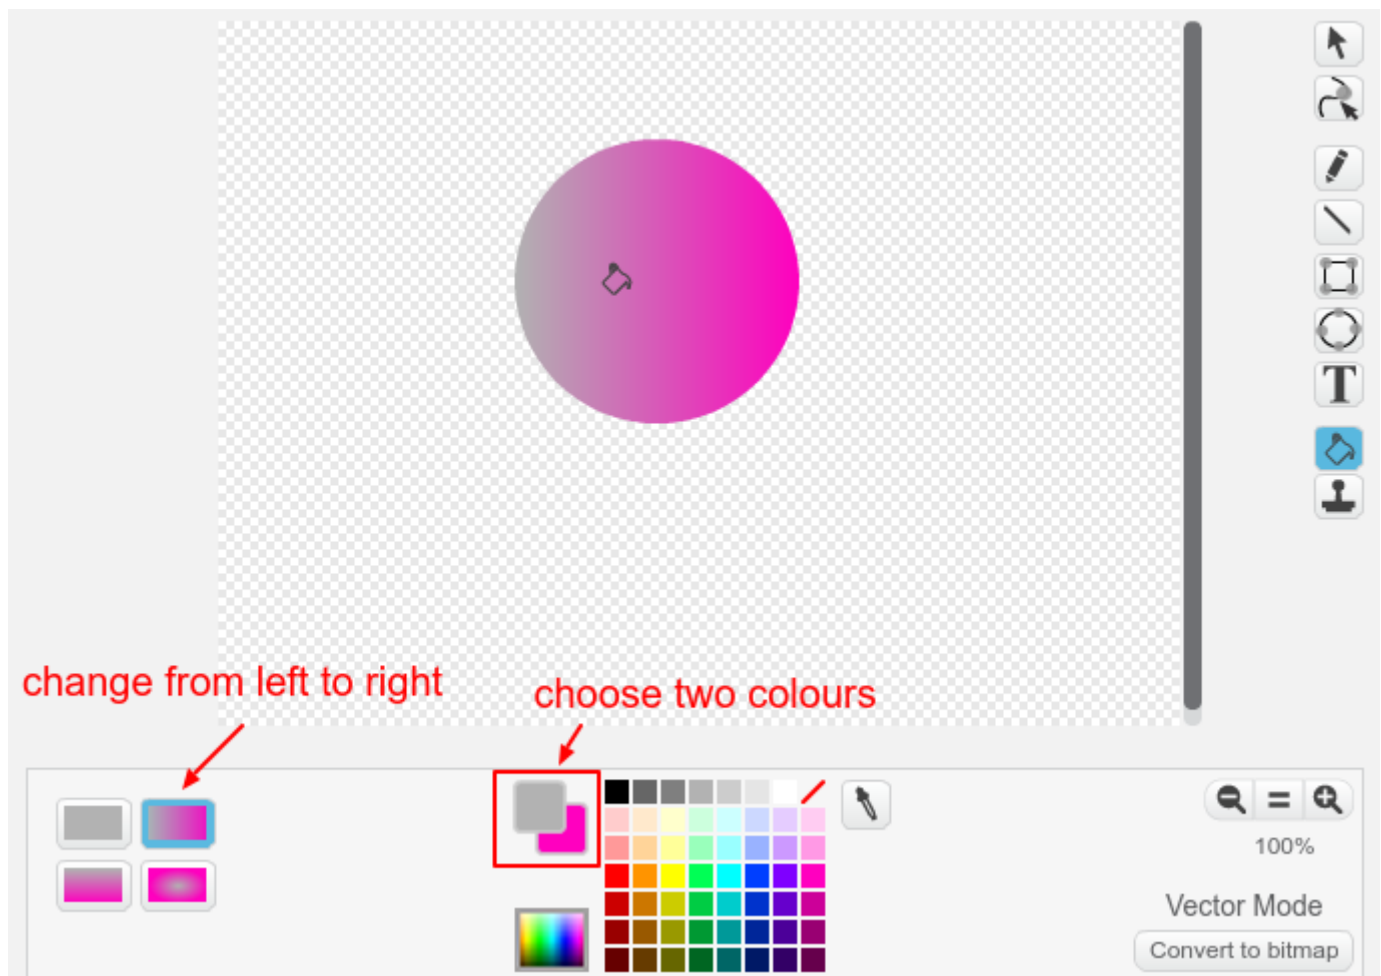 T
change from left to right
choose two colours
100%
Vector Mode
Convert to bitmap